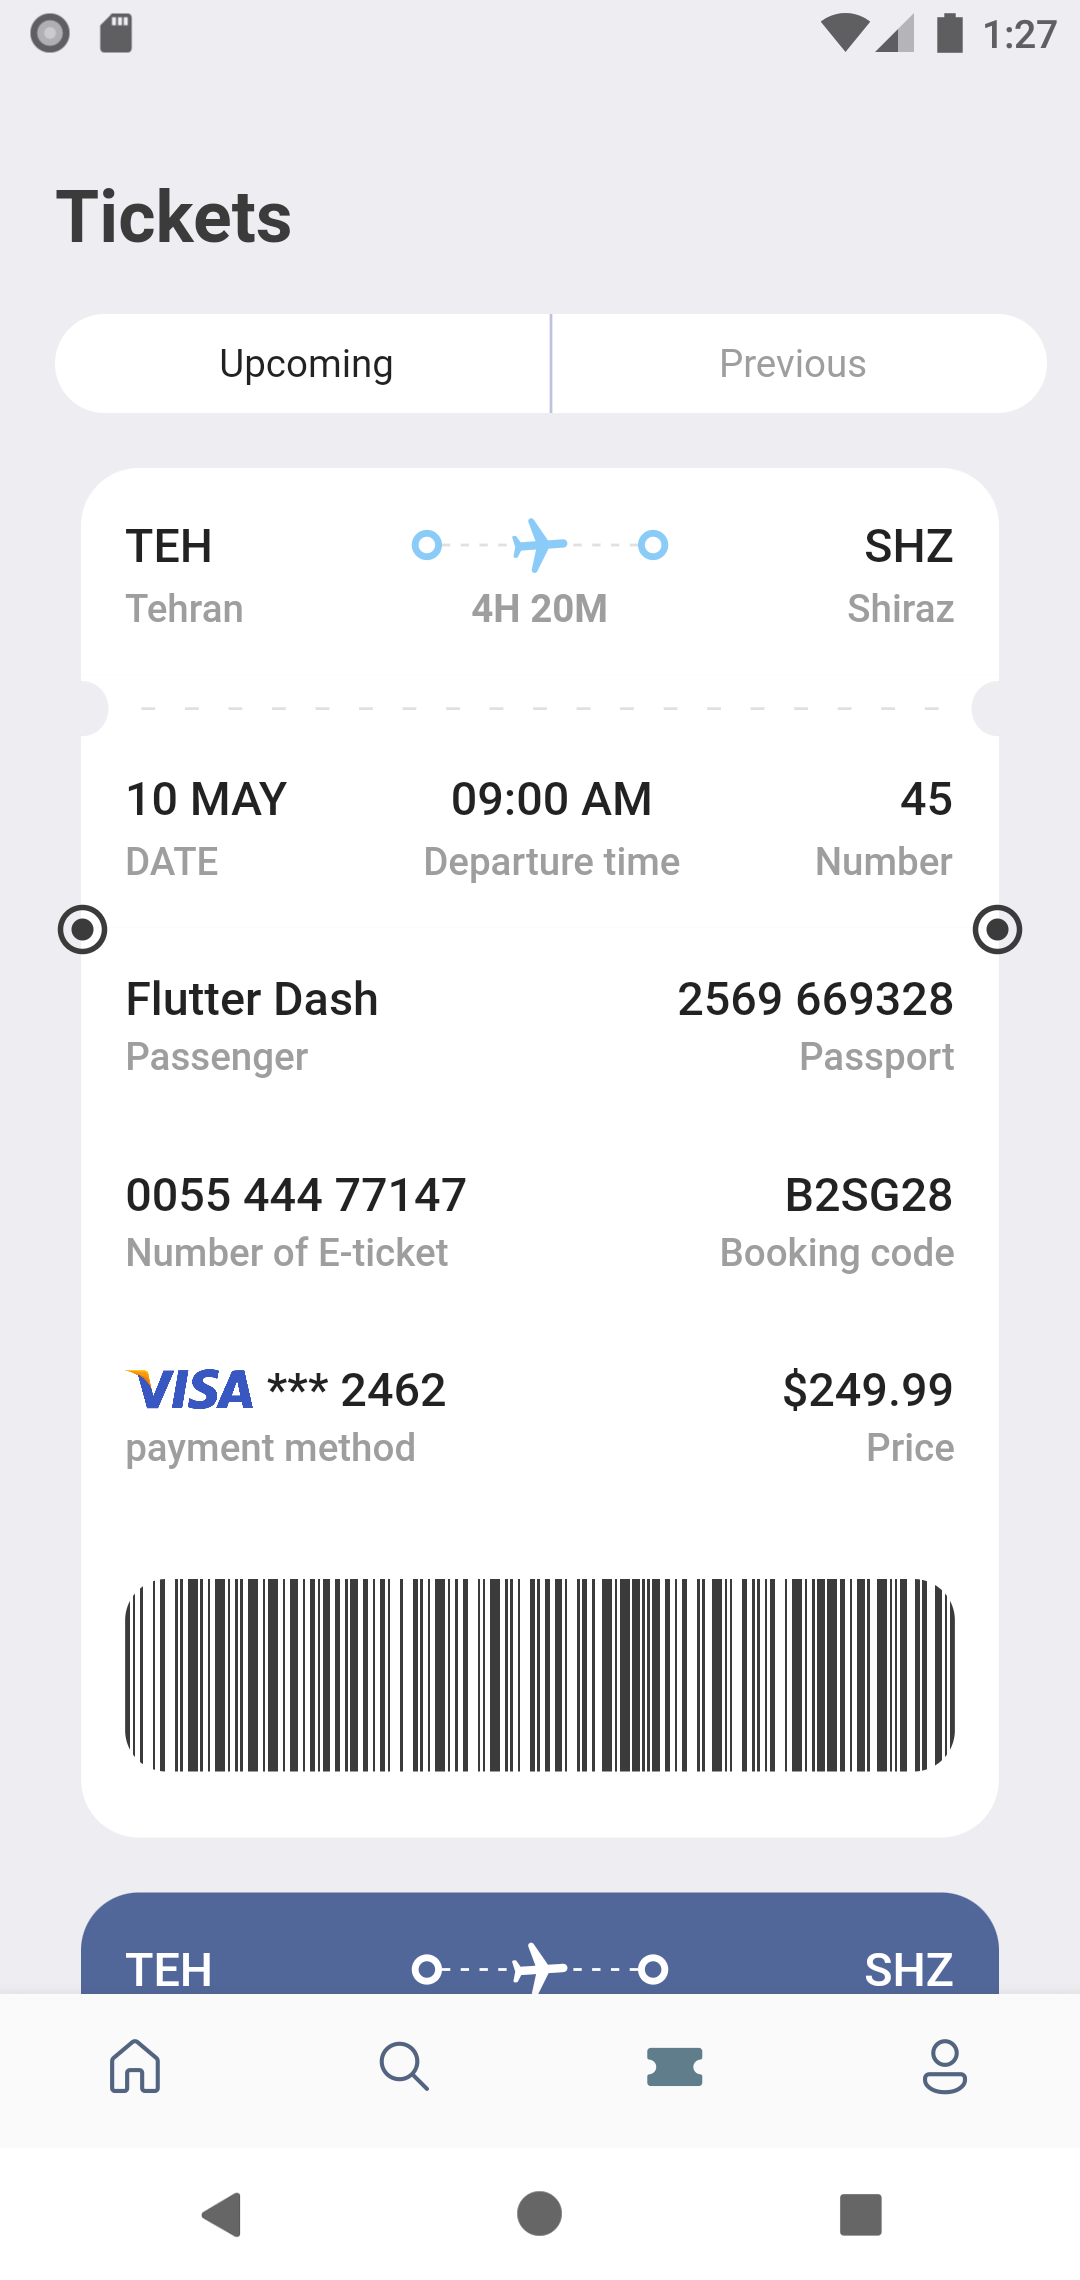 1:27
Tickets
Upcoming Previous
TEH SHZ
Tehran 4H 20M Shiraz
10 MAY 09:00 AM 45
DATE Departure time Number
Flutter Dash 2569 669328
Passenger Passport
0055 444 77147 B2SG28
Number of E-ticket Booking code
VISA *** 2462 $249.99
payment method Price
TEH SHZ